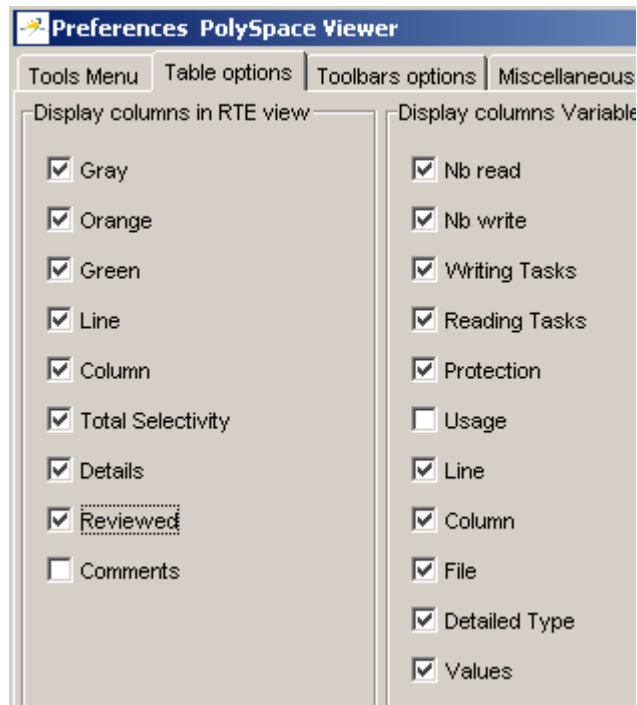 Preferences PolySpace Viewer
Tools Menu Table options Toolbars options Miscellaneous
Display columns in RTE view
Gray
Orange
Green
Line
Column
Total Selectivity
Details
Reviewed
Comments
Display columns Variable
Nb read
Nb write
Writing Tasks
Reading Tasks
Protection
Usage
Line
Column
File
Detailed Type
Values